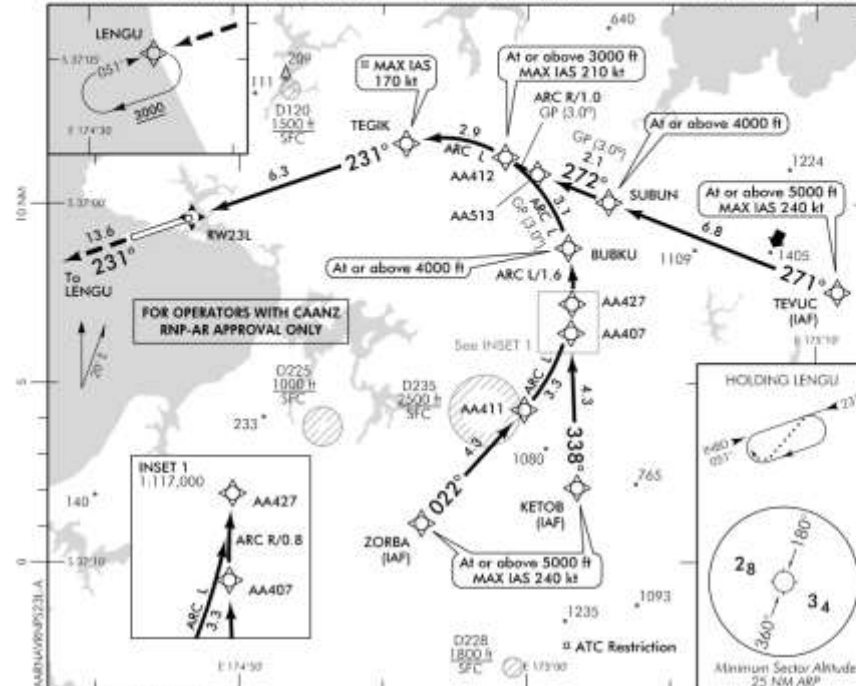 LENGU
S 37°05'
051°
3000
E 174°30'
111
209
D120
1500 ft
SFC
MAX IAS
170 kt
TEGIK
At or above 3000 ft
MAX IAS 210 kt
640
ARC R/1.0
GP (3.0°)
GP (3.0°)
2.1
At or above 4000 ft
2.9
ARC L
272°
AA412
SUBUN
1224
At or above 5000 ft
MAX IAS 240 kt
231°
6.3
10 NM
S 37°00'
AA513
3.1
ARC L
GP (3.0°)
6.8
RW23L
13.6
231°
To
LENGU
BUBKU
1109
1405
271°
At or above 4000 ft
ARC L/1.6
TEVUC
(IAF)
E 175°10'
FOR OPERATORS WITH CAANZ
RNP-AR APPROVAL ONLY
AA427
AA407
See INSET 1
D225
1000 ft
SFC
D235
2500 ft
SFC
ARC L
3.3
5
4.3
HOLDING LENGU
AA411
233
INBD
051°
4.3
1080
338°
INSET 1
1:117,000
765
AA427
140
022°
KETOB
(IAF)
ARC R/0.8
ZORBA
(IAF)
At or above 5000 ft
MAX IAS 240 kt
180°
0
S 37°10'
AA407
28
34
ARC L
3.3
1093
360°
1235
D228
1800 ft
SFC
ATC Restriction
E 174°50'
E 175°00'
Minimum Sector Altitude
25 NM ARP